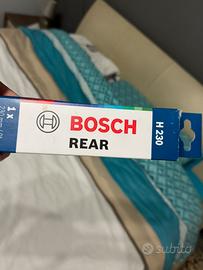 BOSCH
REAR
H 230
1 x
subito